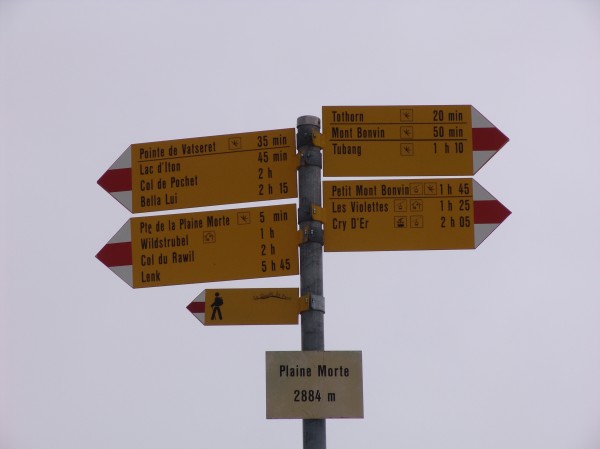 Pointe de Vatseret 35 min
Lac d'Iton 45 min
Col de Pochet 2 h
Bella Lui 2 h 15
Pte de la Plaine Morte 5 min
Wildstrubel 1 h
Col du Rawil 2 h
Lenk 5 h 45
Tothorn 20 min
Mont Bonvin 50 min
Tubang 1 h 10
Petit Mont Bonvin 1 h 45
Les Violettes 1 h 25
Cry D'Er 2 h 05
Plaine Morte
2884 m